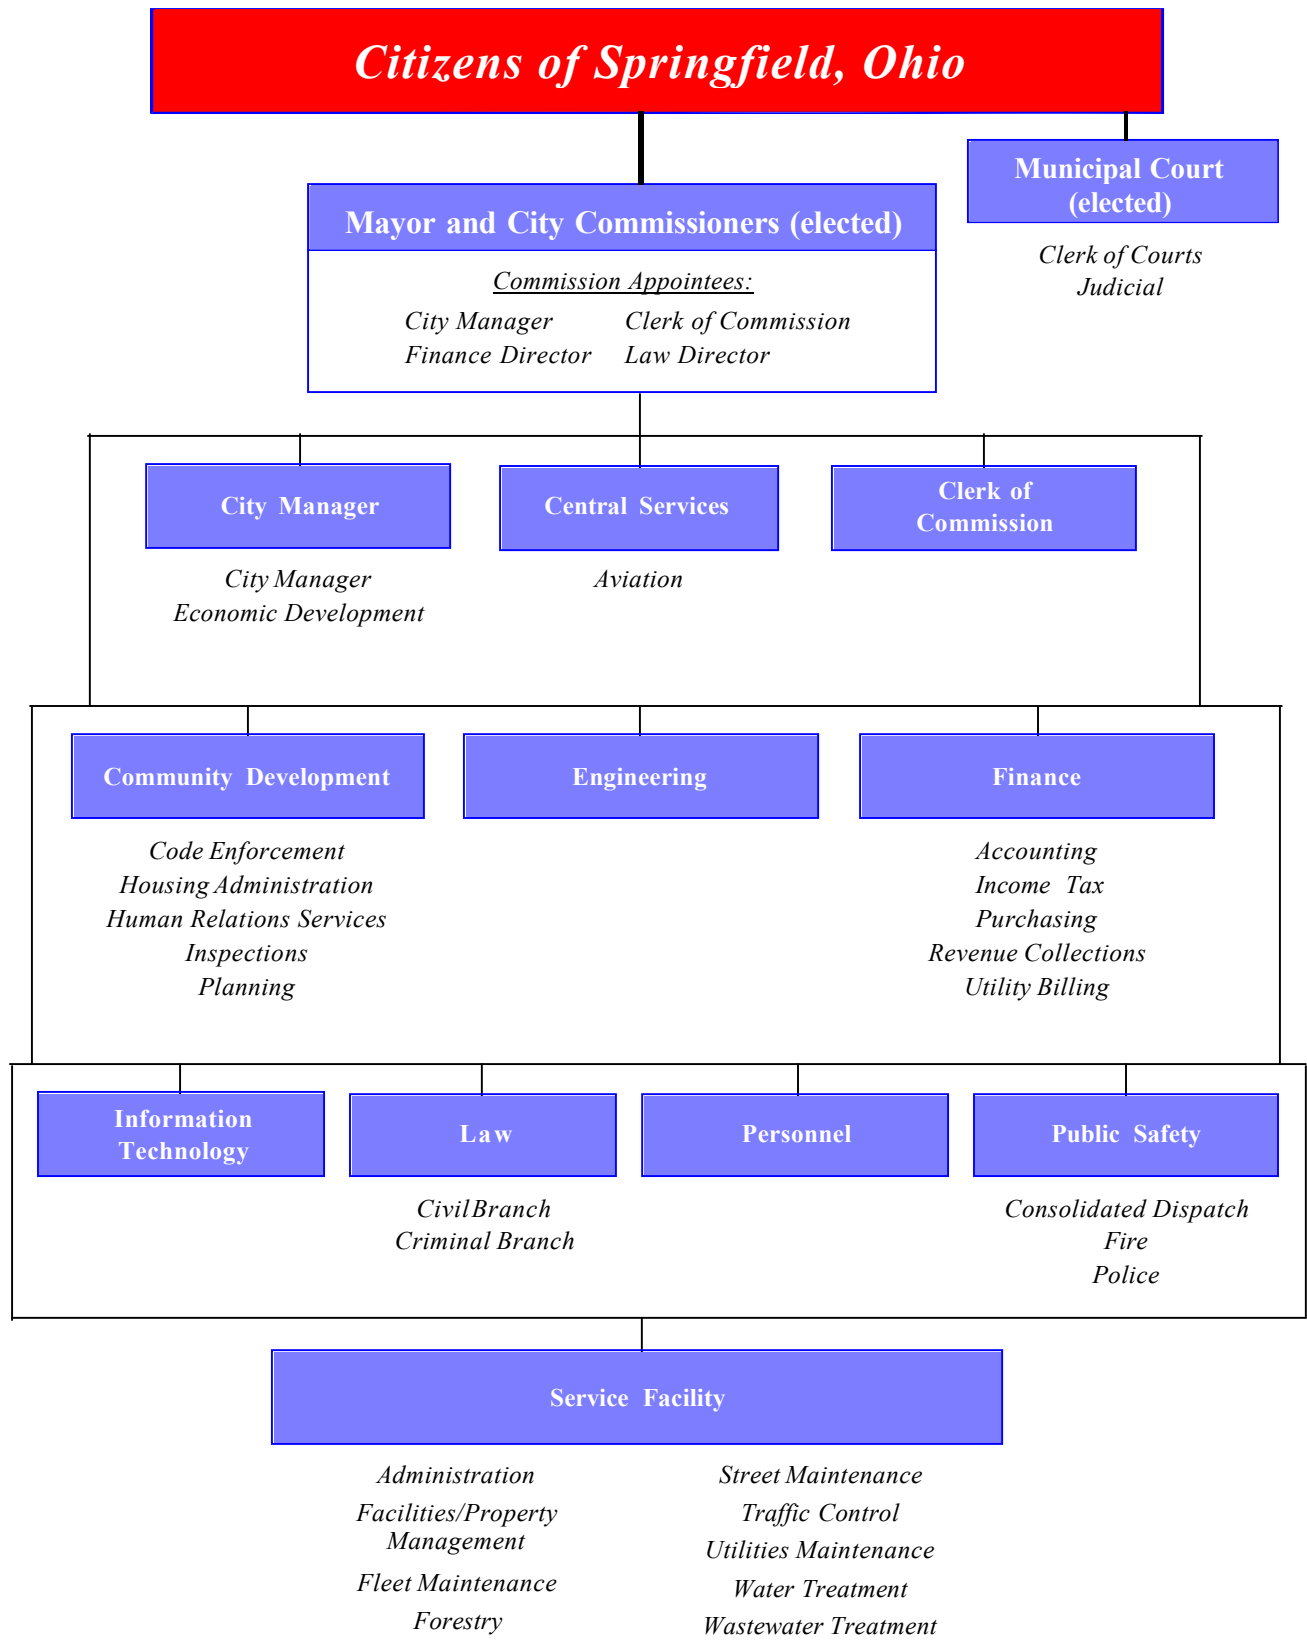 Citizens of Springfield, Ohio
Municipal Court
(elected)
Clerk of Courts
Judicial
Mayor and City Commissioners (elected)
Commission Appointees:
City Manager Clerk of Commission
Finance Director Law Director
City Manager
Central Services
Clerk of
Commission
City Manager
Economic Development
Aviation
Community Development
Engineering
Finance
Code Enforcement
Housing Administration
Human Relations Services
Inspections
Planning
Accounting
Income Tax
Purchasing
Revenue Collections
Utility Billing
Information
Technology
Law
Personnel
Public Safety
Civil Branch
Criminal Branch
Consolidated Dispatch
Fire
Police
Service Facility
Administration
Facilities/Property
Management
Fleet Maintenance
Forestry
Street Maintenance
Traffic Control
Utilities Maintenance
Water Treatment
Wastewater Treatment